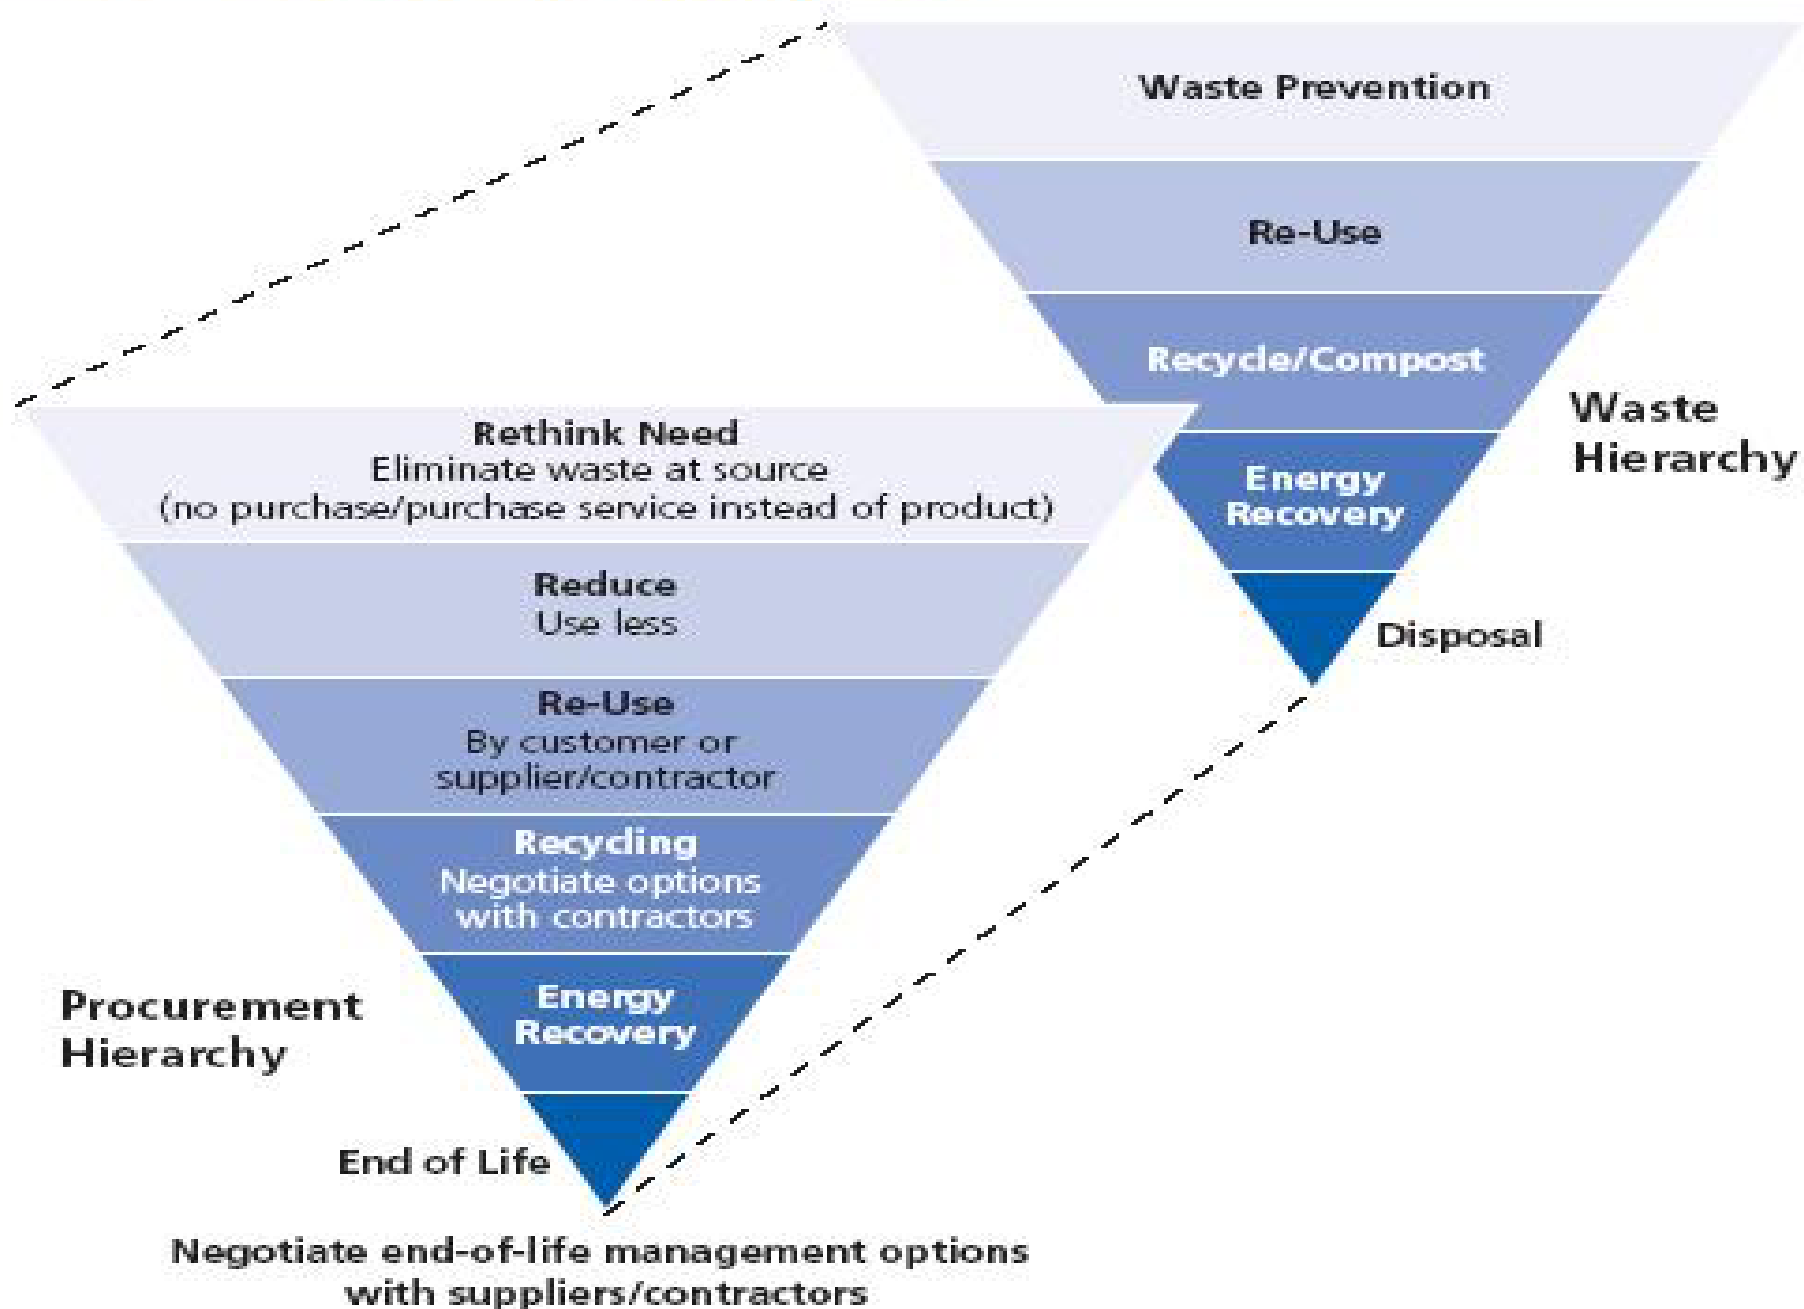 Waste Prevention
Re-Use
Recycle/Compost
Energy
Recovery
Disposal
Waste
Hierarchy
Rethink Need
Eliminate waste at source
(no purchase/purchase service instead of product)
Reduce
Use less
Re-Use
By customer or
supplier/contractor
Recycling
Negotiate options
with contractors
Energy
Recovery
End of Life
Procurement
Hierarchy
Negotiate end-of-life management options
with suppliers/contractors